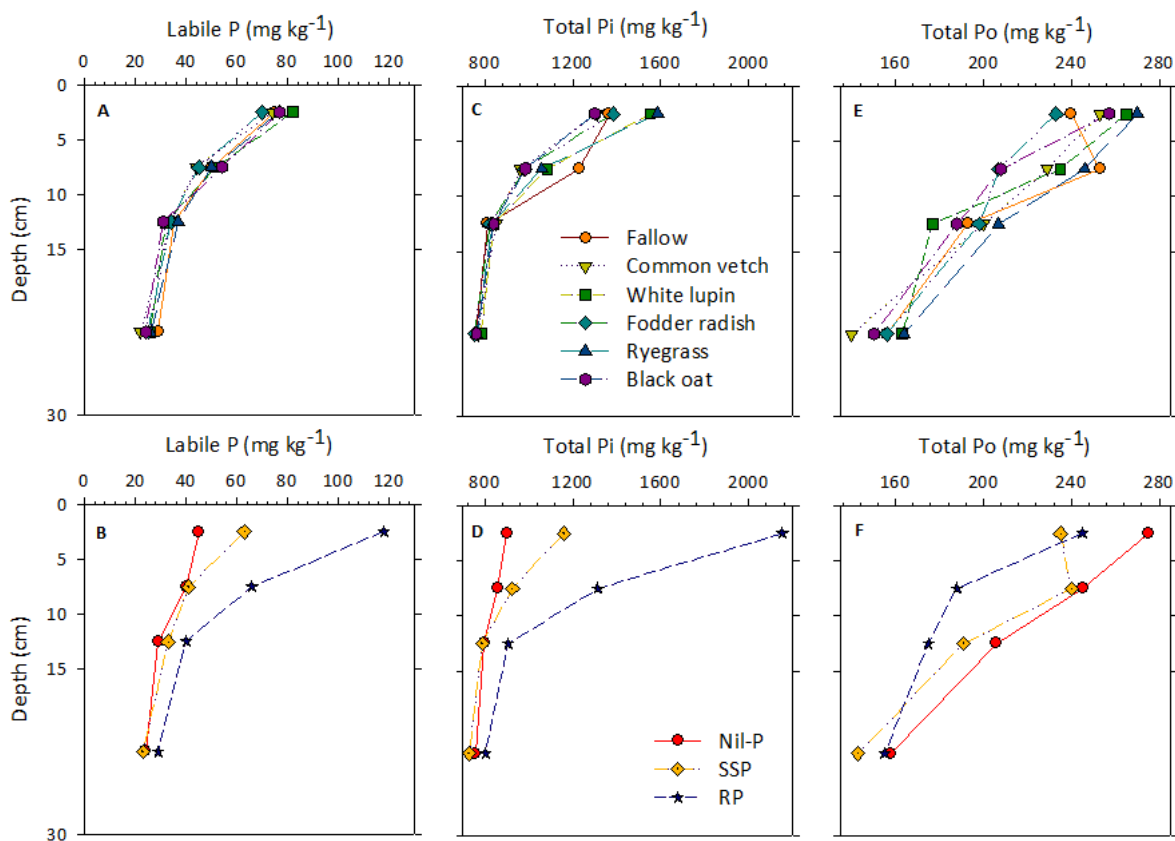 Labile P (mg kg-1)
Total Pi (mg kg-1)
Total Po (mg kg-1)
0 20 40 60 80 100 120
800 1200 1600 2000
160 200 240 280
0
5
10
15
30
Depth (cm)
A
C
E
Fallow
Common vetch
White lupin
Fodder radish
Ryegrass
Black oat
Labile P (mg kg-1)
Total Pi (mg kg-1)
Total Po (mg kg-1)
0 20 40 60 80 100 120
800 1200 1600 2000
160 200 240 280
0
5
10
15
30
Depth (cm)
B
D
F
Nil-P
SSP
RP